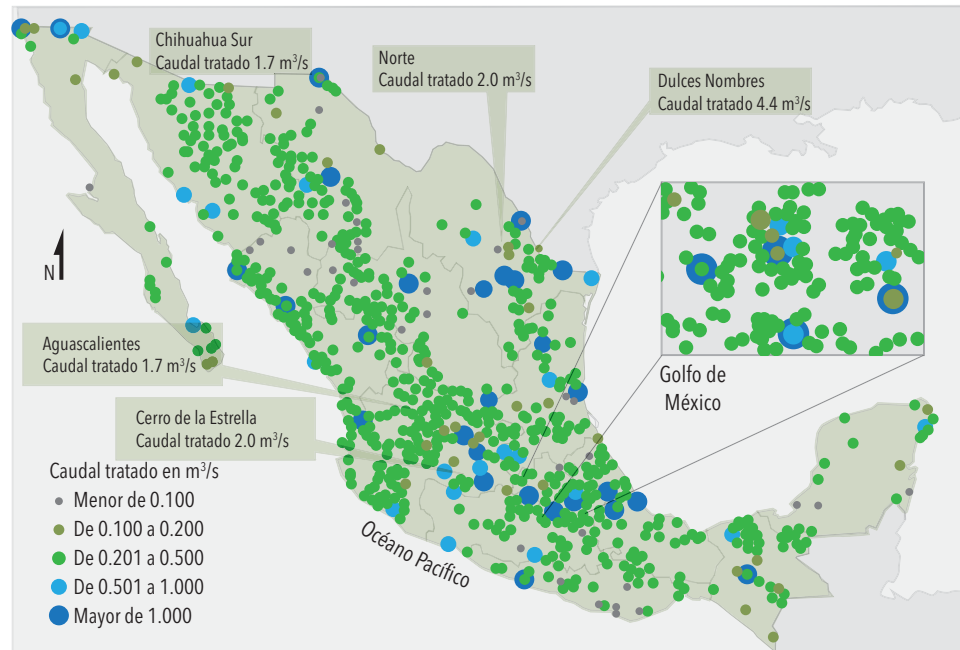 Chihuahua Sur
Caudal tratado 1.7 m³/s
Norte
Caudal tratado 2.0 m³/s
Dulces Nombres
Caudal tratado 4.4 m³/s
N
Aguascalientes
Caudal tratado 1.7 m³/s
Cerro de la Estrella
Caudal tratado 2.0 m³/s
Golfo de
México
Océano Pacífico
Caudal tratado en m³/s
Menor de 0.100
De 0.100 a 0.200
De 0.201 a 0.500
De 0.501 a 1.000
Mayor de 1.000